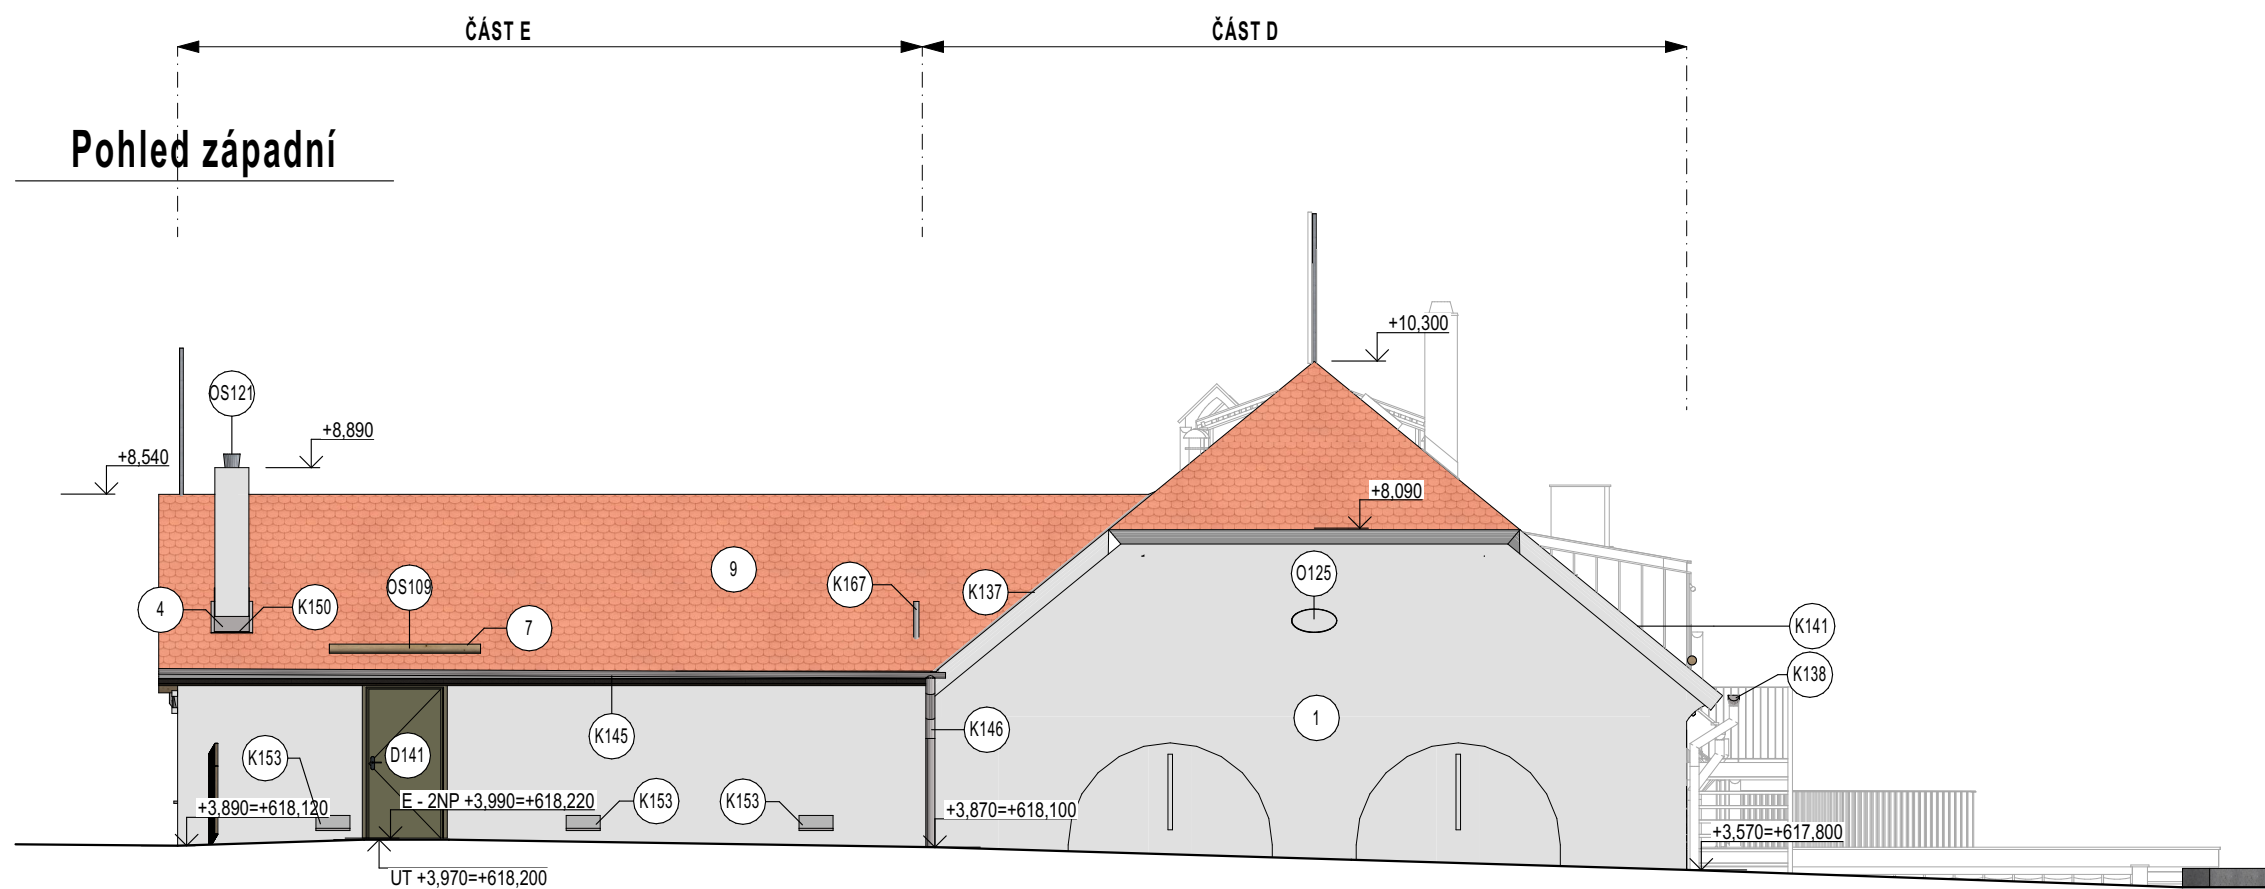 ČÁST E
ČÁST D
Pohled západní
+10,300
OS121
+8,890
+8,540
+8,090
9
O125
OS109
K167
K137
4
K150
7
K141
K138
1
K146
K145
D141
K153
E - 2NP +3,990=+618,220
K153
K153
+3,890=+618,120
+3,870=+618,100
+3,570=+617,800
UT +3,970=+618,200